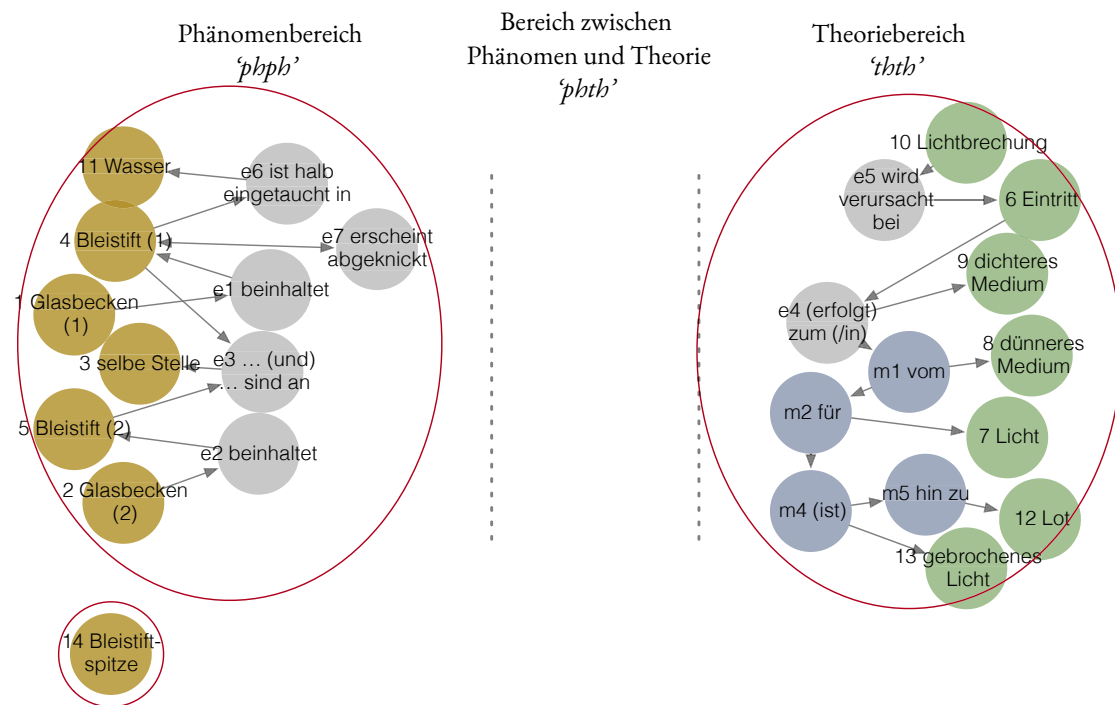 Phänomenbereich
‘phph’
Bereich zwischen
Phänomen und Theorie
‘phth’
Theoriebereich
‘thth’
11 Wasser
e6 ist halb
eingetaucht in
4 Bleistift (1)
e7 erscheint
abgeknickt
e1 beinhaltet
1 Glasbecken
(1)
3 selbe Stelle
e3 ... (und)
... sind an
5 Bleistift (2)
e2 beinhaltet
2 Glasbecken
(2)
14 Bleistift-
spitze
10 Lichtbrechung
e5 wird
verursacht
bei
6 Eintritt
9 dichteres
Medium
e4 (erfolgt)
zum (/in)
8 dünneres
Medium
m1 vom
m2 für
7 Licht
m5 hin zu
m4 (ist)
12 Lot
13 gebrochenes
Licht